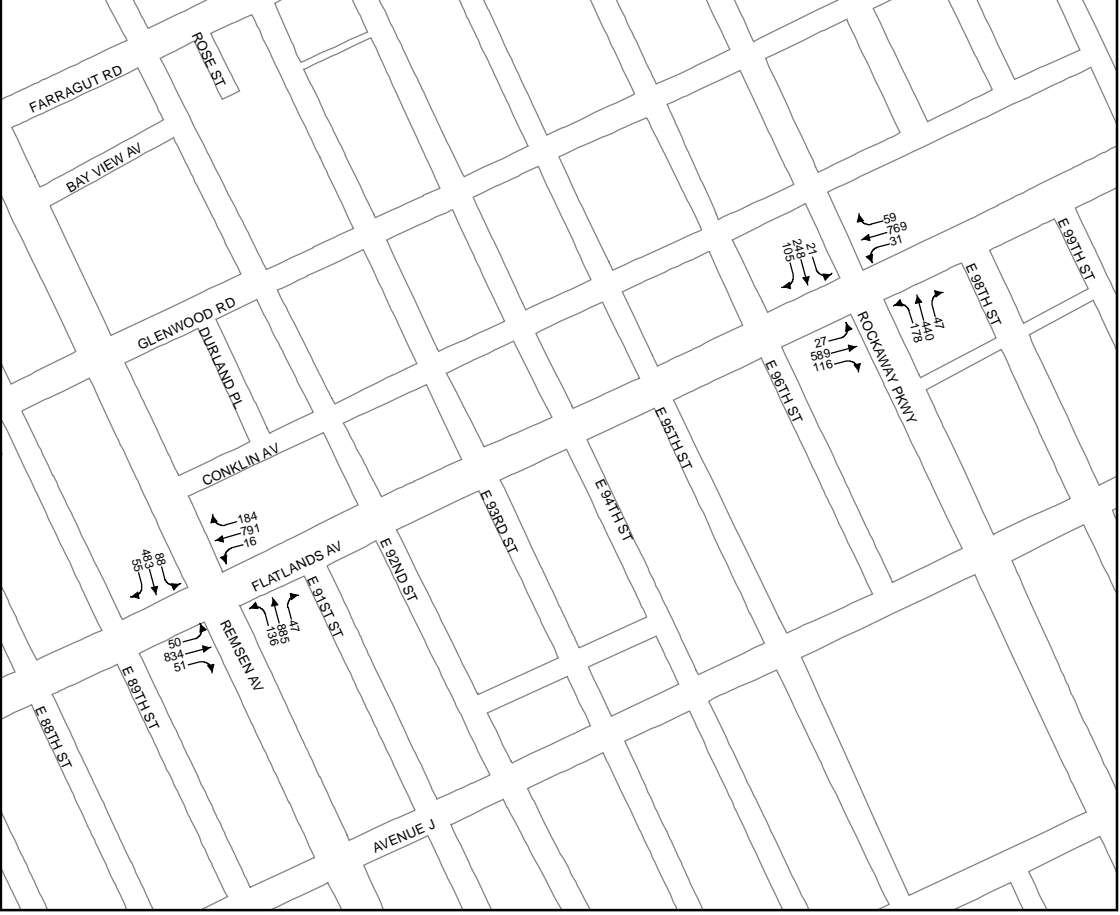 ROSE ST
FARRAGUT RD
BAY VIEW AV
59
769
31
E 99TH ST
105
248
21
E 98TH ST
GLENWOOD RD
DURLAND PL
27
589
116
ROCKAWAY PKWY
178
440
47
E 96TH ST
E 95TH ST
CONKLIN AV
E 94TH ST
E 93RD ST
184
791
16
55
483
88
FLATLANDS AV
E 92ND ST
E 91ST ST
50
834
51
REMSEN AV
136
885
47
E 89TH ST
E 88TH ST
AVENUE J